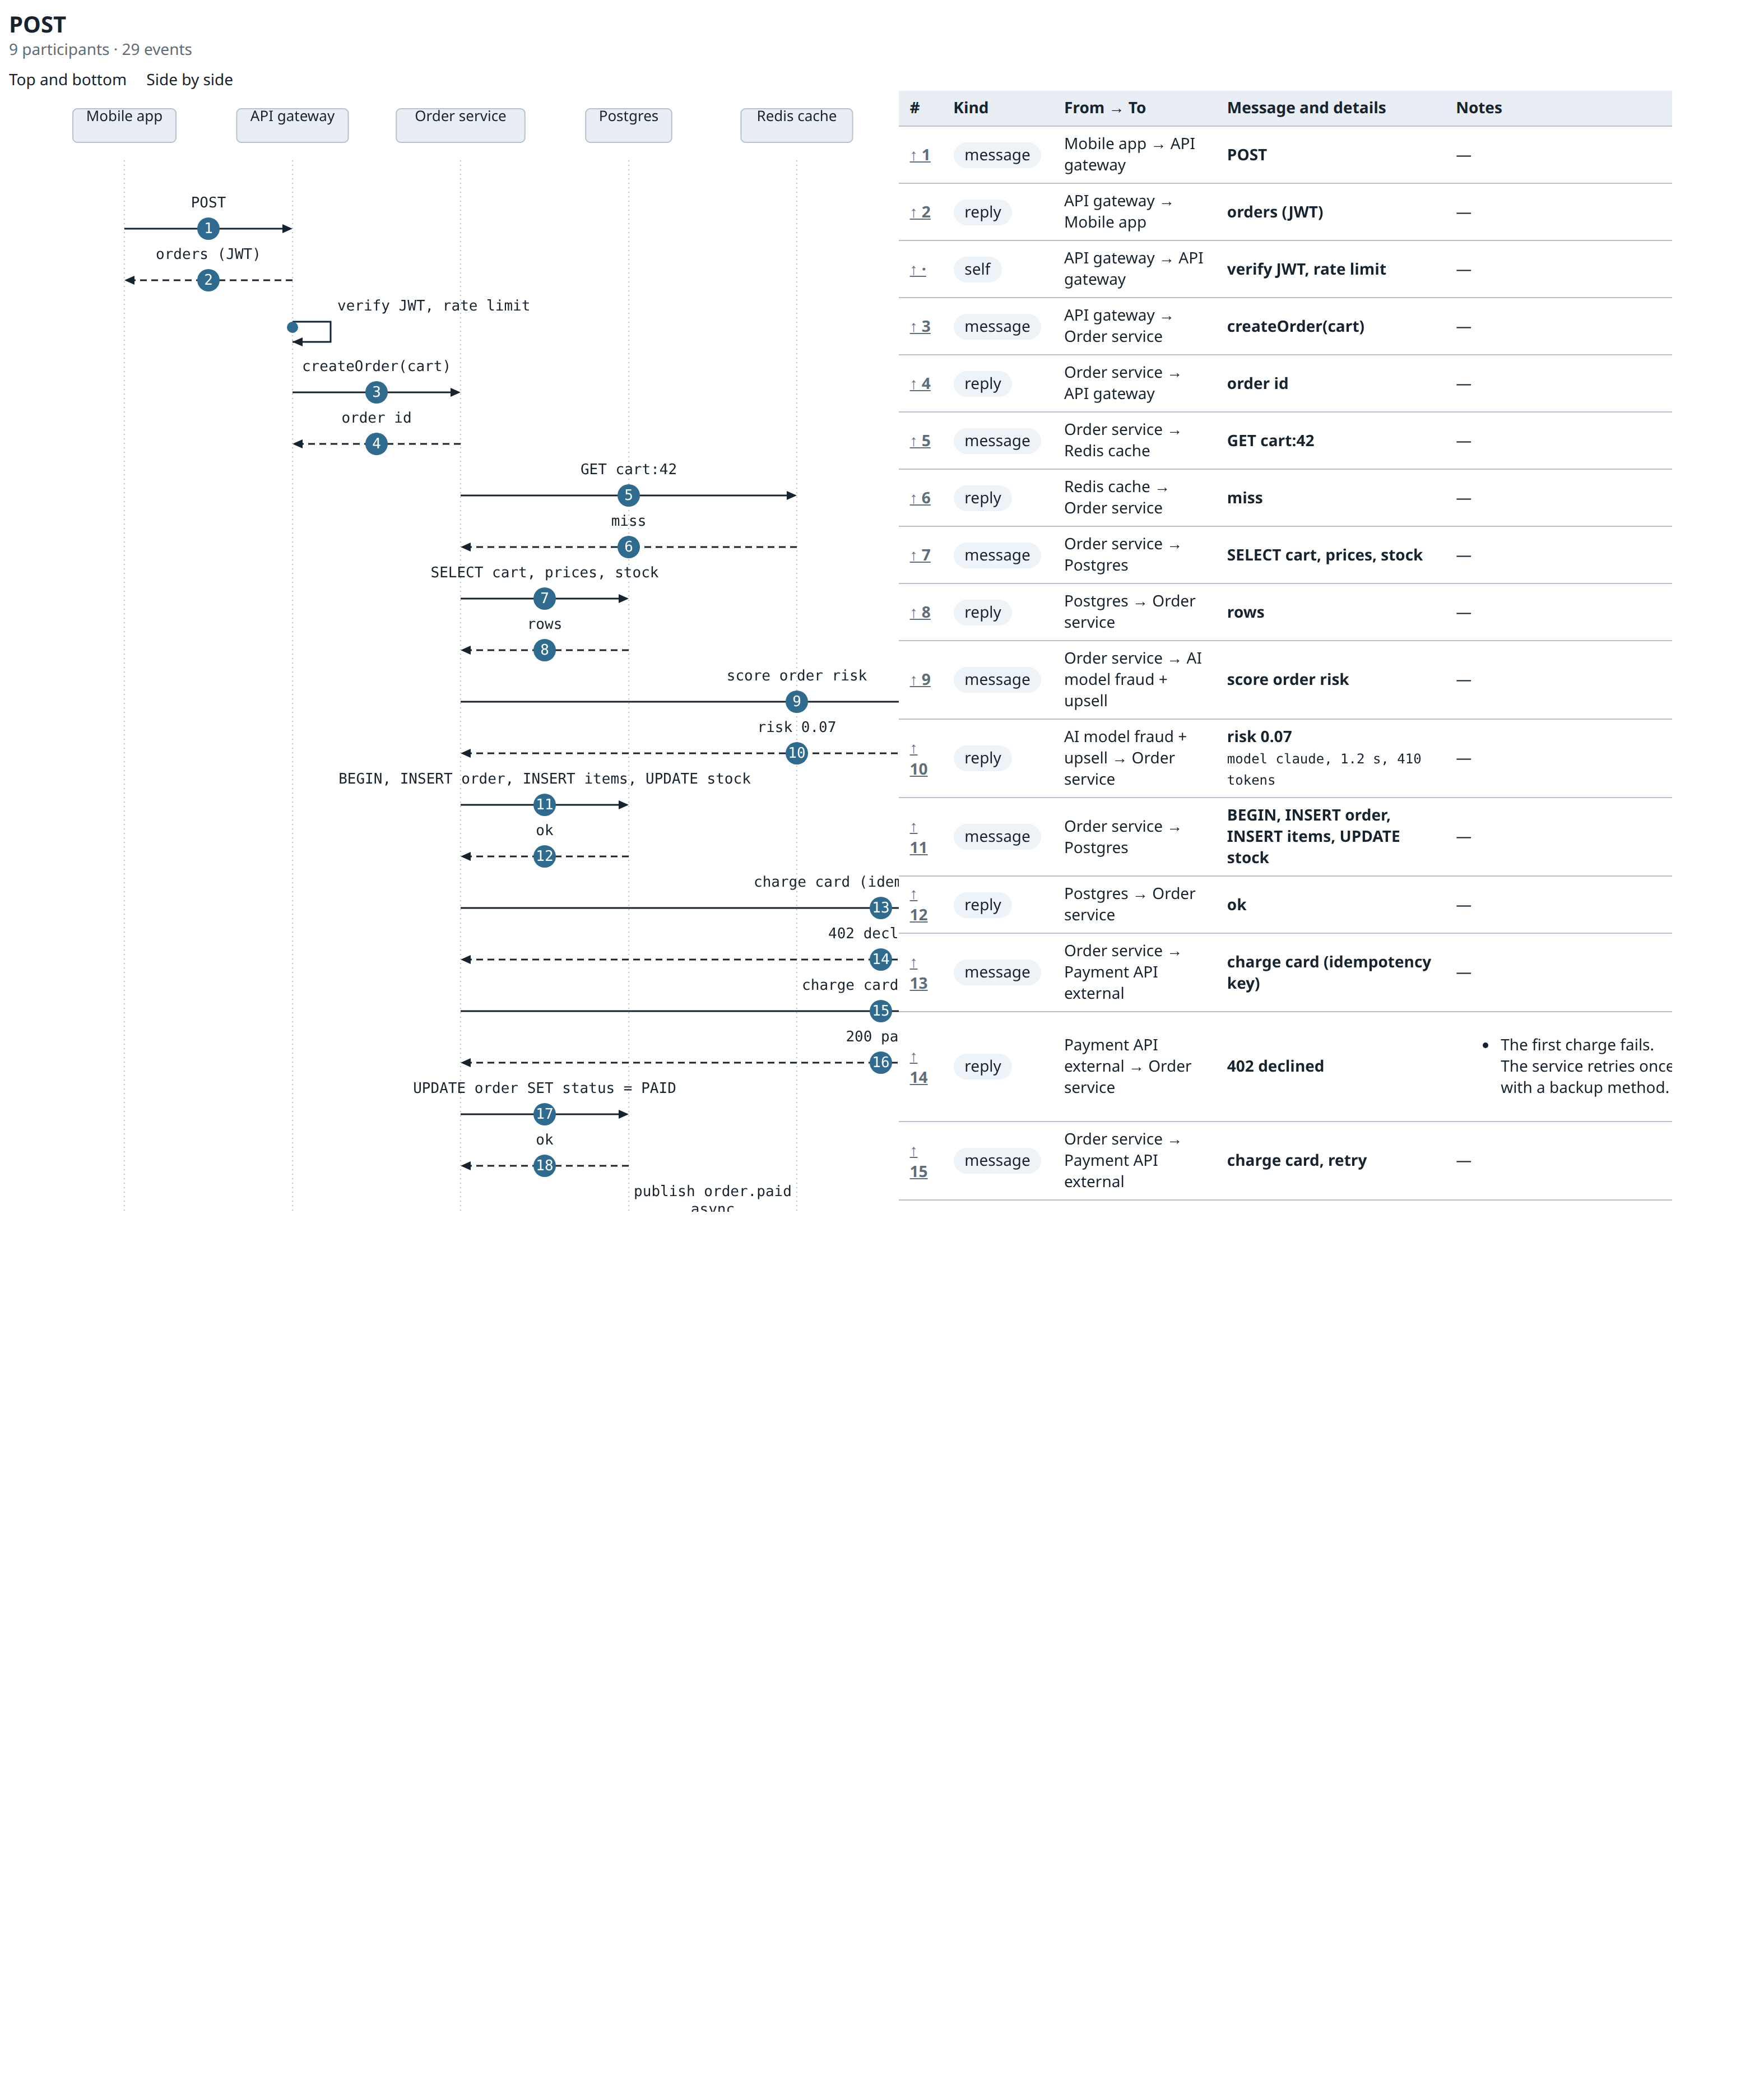 POST
9 participants · 29 events
Top and bottom Side by side
Mobile app API gateway Order service Postgres Redis cache
POST
1
orders (JWT)
2
verify JWT, rate limit
createOrder(cart)
3
order id
4
GET cart:42
5
miss
6
SELECT cart, prices, stock
7
rows
8
score order risk
9
risk 0.07
10
BEGIN, INSERT order, INSERT items, UPDATE stock
11
ok
12
charge card (idem
13
402 decl
14
charge card
15
200 pa
16
UPDATE order SET status = PAID
17
ok
18
publish order.paid
async
# Kind From → To Message and details Notes
↑ 1 message Mobile app → API
gateway
POST —
↑ 2 reply API gateway →
Mobile app
orders (JWT) —
↑ · self API gateway → API
gateway
verify JWT, rate limit —
↑ 3 message API gateway →
Order service
createOrder(cart) —
↑ 4 reply Order service →
API gateway
order id —
↑ 5 message Order service →
Redis cache
GET cart:42 —
↑ 6 reply Redis cache →
Order service
miss —
↑ 7 message Order service →
Postgres
SELECT cart, prices, stock —
↑ 8 reply Postgres → Order
service
rows —
↑ 9 message Order service → AI
model fraud +
upsell
score order risk —
↑
10
reply AI model fraud +
upsell → Order
service
risk 0.07
model claude, 1.2 s, 410
tokens
—
↑
11
message Order service →
Postgres
BEGIN, INSERT order,
INSERT items, UPDATE
stock
—
↑
12
reply Postgres → Order
service
ok —
↑
13
message Order service →
Payment API
external
charge card (idempotency
key)
—
↑
14
reply Payment API
external → Order
service
402 declined
• The first charge fails.
The service retries once
with a backup method.
↑
15
message Order service →
Payment API
external
charge card, retry —